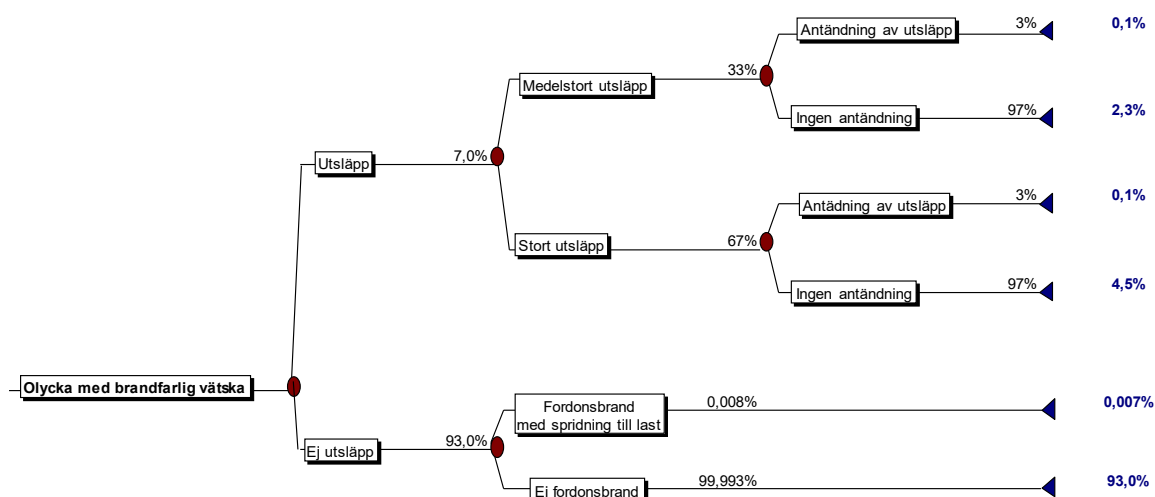 Antändning av utsläpp 3% 0,1%
Medelstort utsläpp 33%
Ingen antändning 97% 2,3%
Utsläpp 7,0%
Antädning av utsläpp 3% 0,1%
Stort utsläpp 67%
Ingen antändning 97% 4,5%
Olycka med brandfarlig vätska
Fordonsbrand
med spridning till last 0,008% 0,007%
Ej utsläpp 93,0%
Ej fordonsbrand 99,993% 93,0%